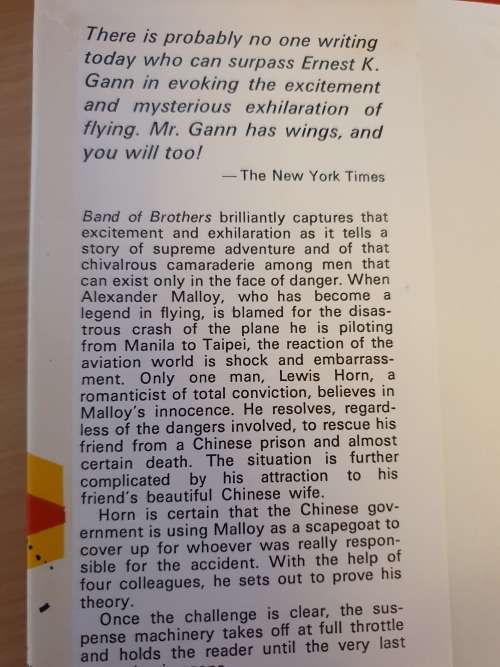 There is probably no one writing
today who can surpass Ernest K.
Gann in evoking the excitement
and mysterious exhilaration of
flying. Mr. Gann has wings, and
you will too!
—The New York Times
Band of Brothers brilliantly captures that
excitement and exhilaration as it tells a
story of supreme adventure and of that
chivalrous camaraderie among men that
can exist only in the face of danger. When
Alexander Malloy, who has become a
legend in flying, is blamed for the disas-
trous crash of the plane he is piloting
from Manila to Taipei, the reaction of the
aviation world is shock and embarrass-
ment. Only one man, Lewis Horn, a
romanticist of total conviction, believes in
Malloy's innocence. He resolves, regard-
less of the dangers involved, to rescue his
friend from a Chinese prison and almost
certain death. The situation is further
complicated by his attraction to his
friend's beautiful Chinese wife.
Horn is certain that the Chinese gov-
ernment is using Malloy as a scapegoat to
cover up for whoever was really respon-
sible for the accident. With the help of
four colleagues, he sets out to prove his
theory.
Once the challenge is clear, the sus-
pense machinery takes off at full throttle
and holds the reader until the very last